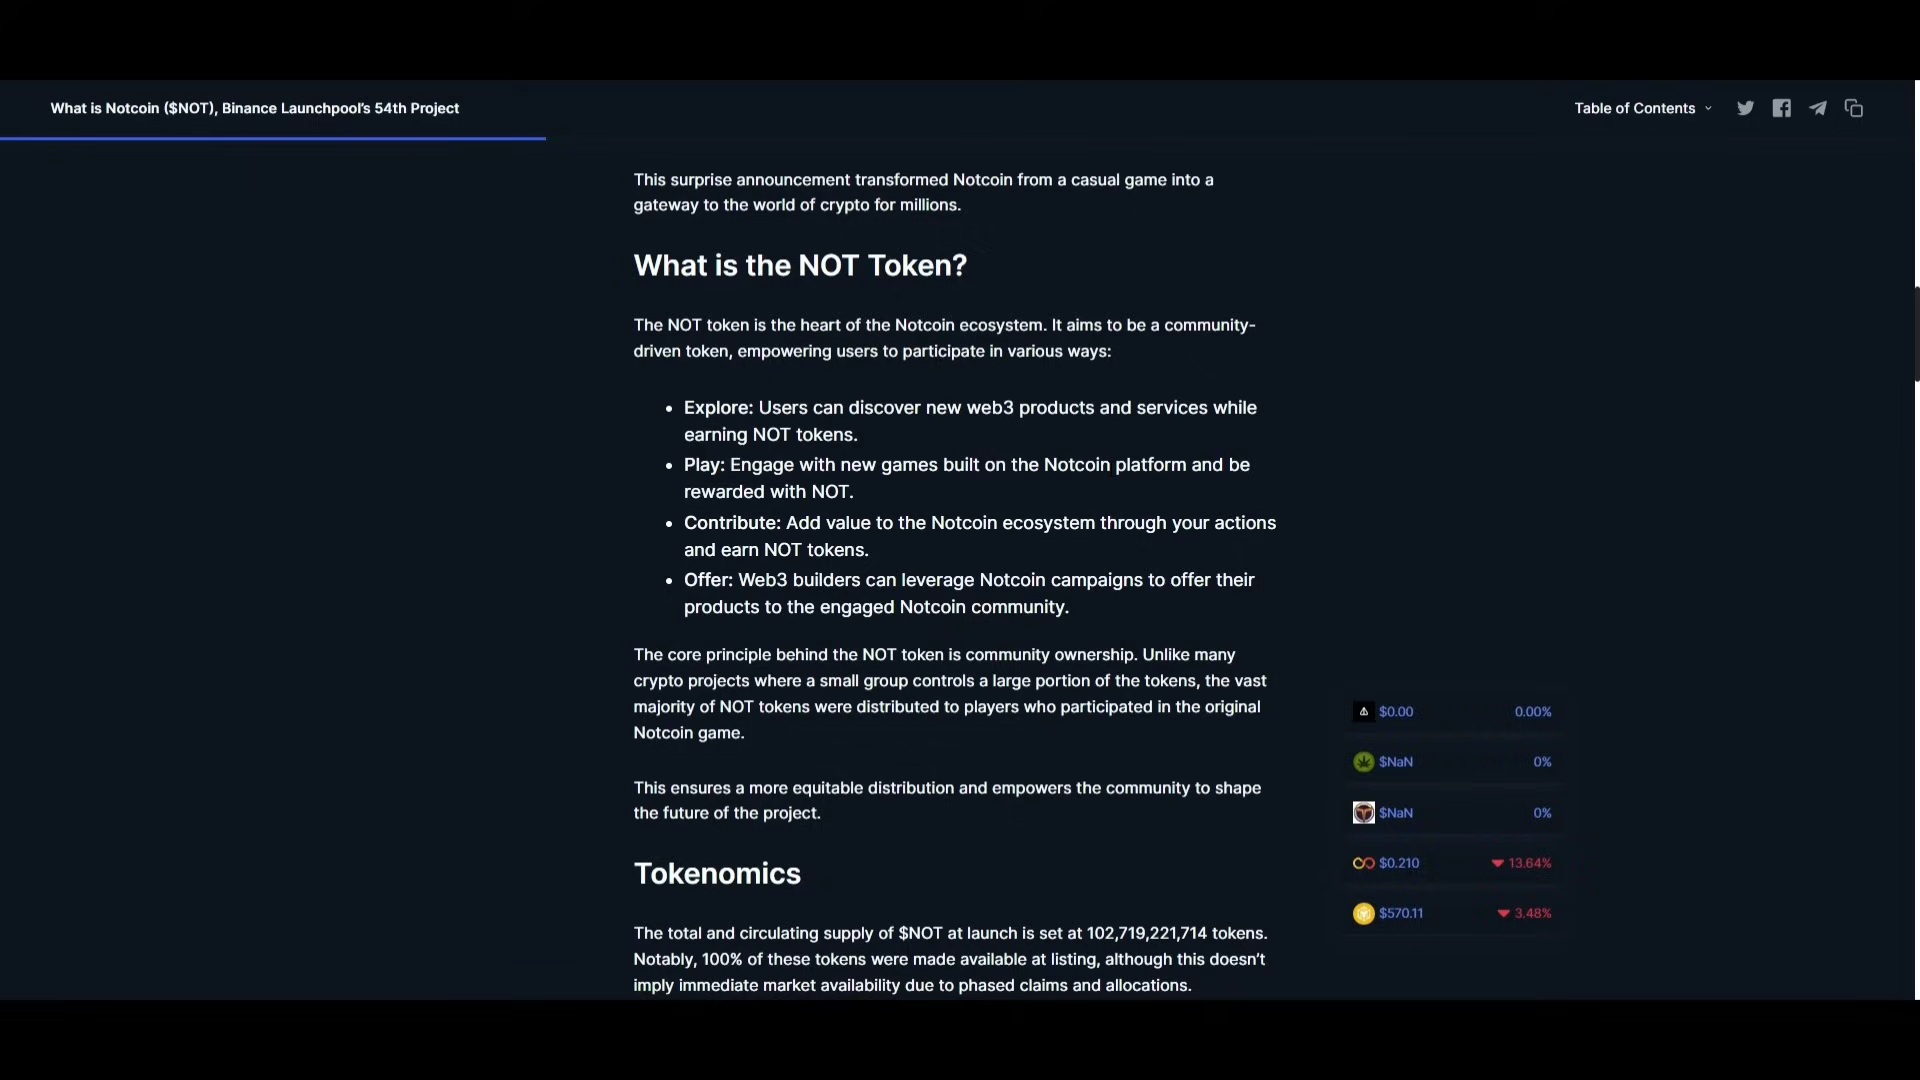 What is Notcoin ($NOT), Binance Launchpool's 54th Project
Table of Contents
This surprise announcement transformed Notcoin from a casual game into a
gateway to the world of crypto for millions.
What is the NOT Token?
The NOT token is the heart of the Notcoin ecosystem. It aims to be a community-
driven token, empowering users to participate in various ways:
• Explore: Users can discover new web3 products and services while
earning NOT tokens.
• Play: Engage with new games built on the Notcoin platform and be
rewarded with NOT.
• Contribute: Add value to the Notcoin ecosystem through your actions
and earn NOT tokens.
• Offer: Web3 builders can leverage Notcoin campaigns to offer their
products to the engaged Notcoin community.
The core principle behind the NOT token is community ownership. Unlike many
crypto projects where a small group controls a large portion of the tokens, the vast
majority of NOT tokens were distributed to players who participated in the original
Notcoin game.
This ensures a more equitable distribution and empowers the community to shape
the future of the project.
Tokenomics
The total and circulating supply of $NOT at launch is set at 102,719,221,714 tokens.
Notably, 100% of these tokens were made available at listing, although this doesn't
imply immediate market availability due to phased claims and allocations.
$0.00 0.00%
$NaN 0%
$NaN 0%
$0.210 13.64%
$570.11 3.48%